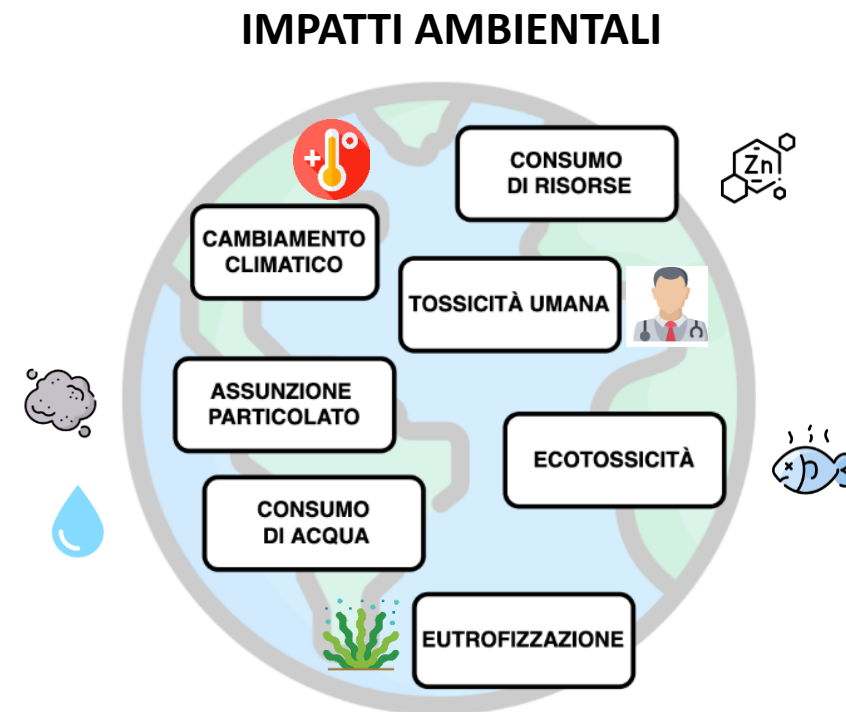 IMPATTI AMBIENTALI
CONSUMO
DI RISORSE
Zn
CAMBIAMENTO
CLIMATICO
TOSSICITÀ UMANA
ASSUNZIONE
PARTICOLATO
ECOTOSSICITÀ
CONSUMO
DI ACQUA
EUTROFIZZAZIONE